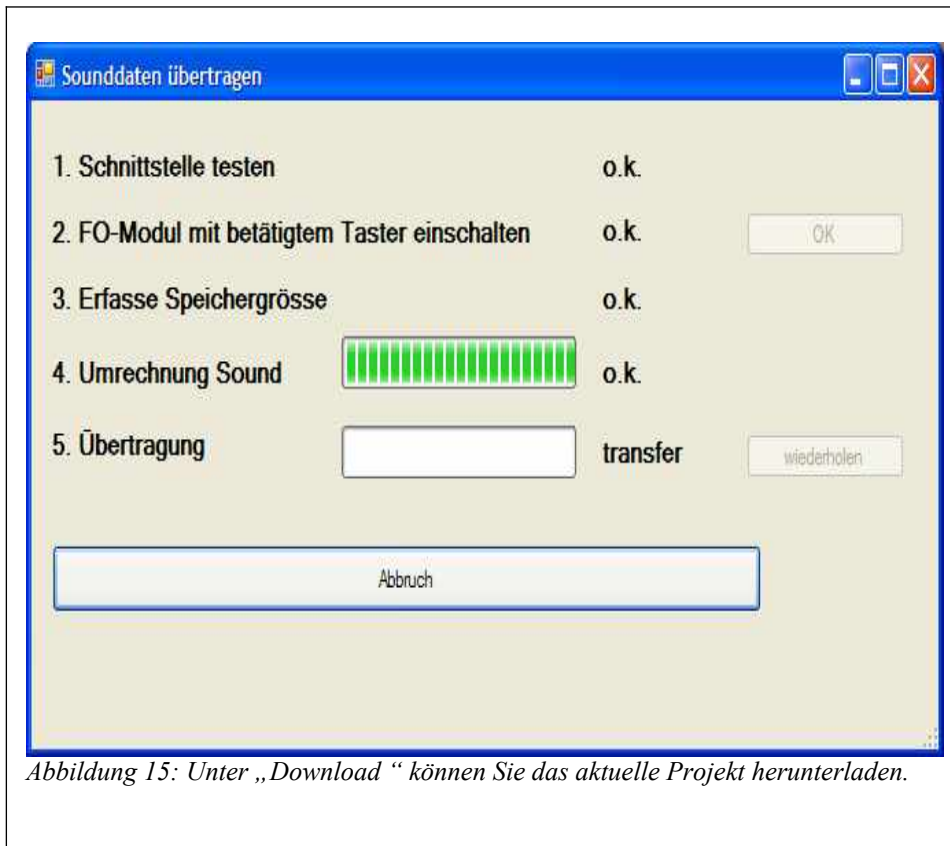 Sounddaten übertragen
1. Schnittstelle testen o.k.
2. FO-Modul mit betätigtem Taster einschalten o.k. OK
3. Erfasse Speichergrösse o.k.
4. Umrechnung Sound o.k.
5. Übertragung transfer wiederholen
Abbruch
Abbildung 15: Unter „Download “ können Sie das aktuelle Projekt herunterladen.